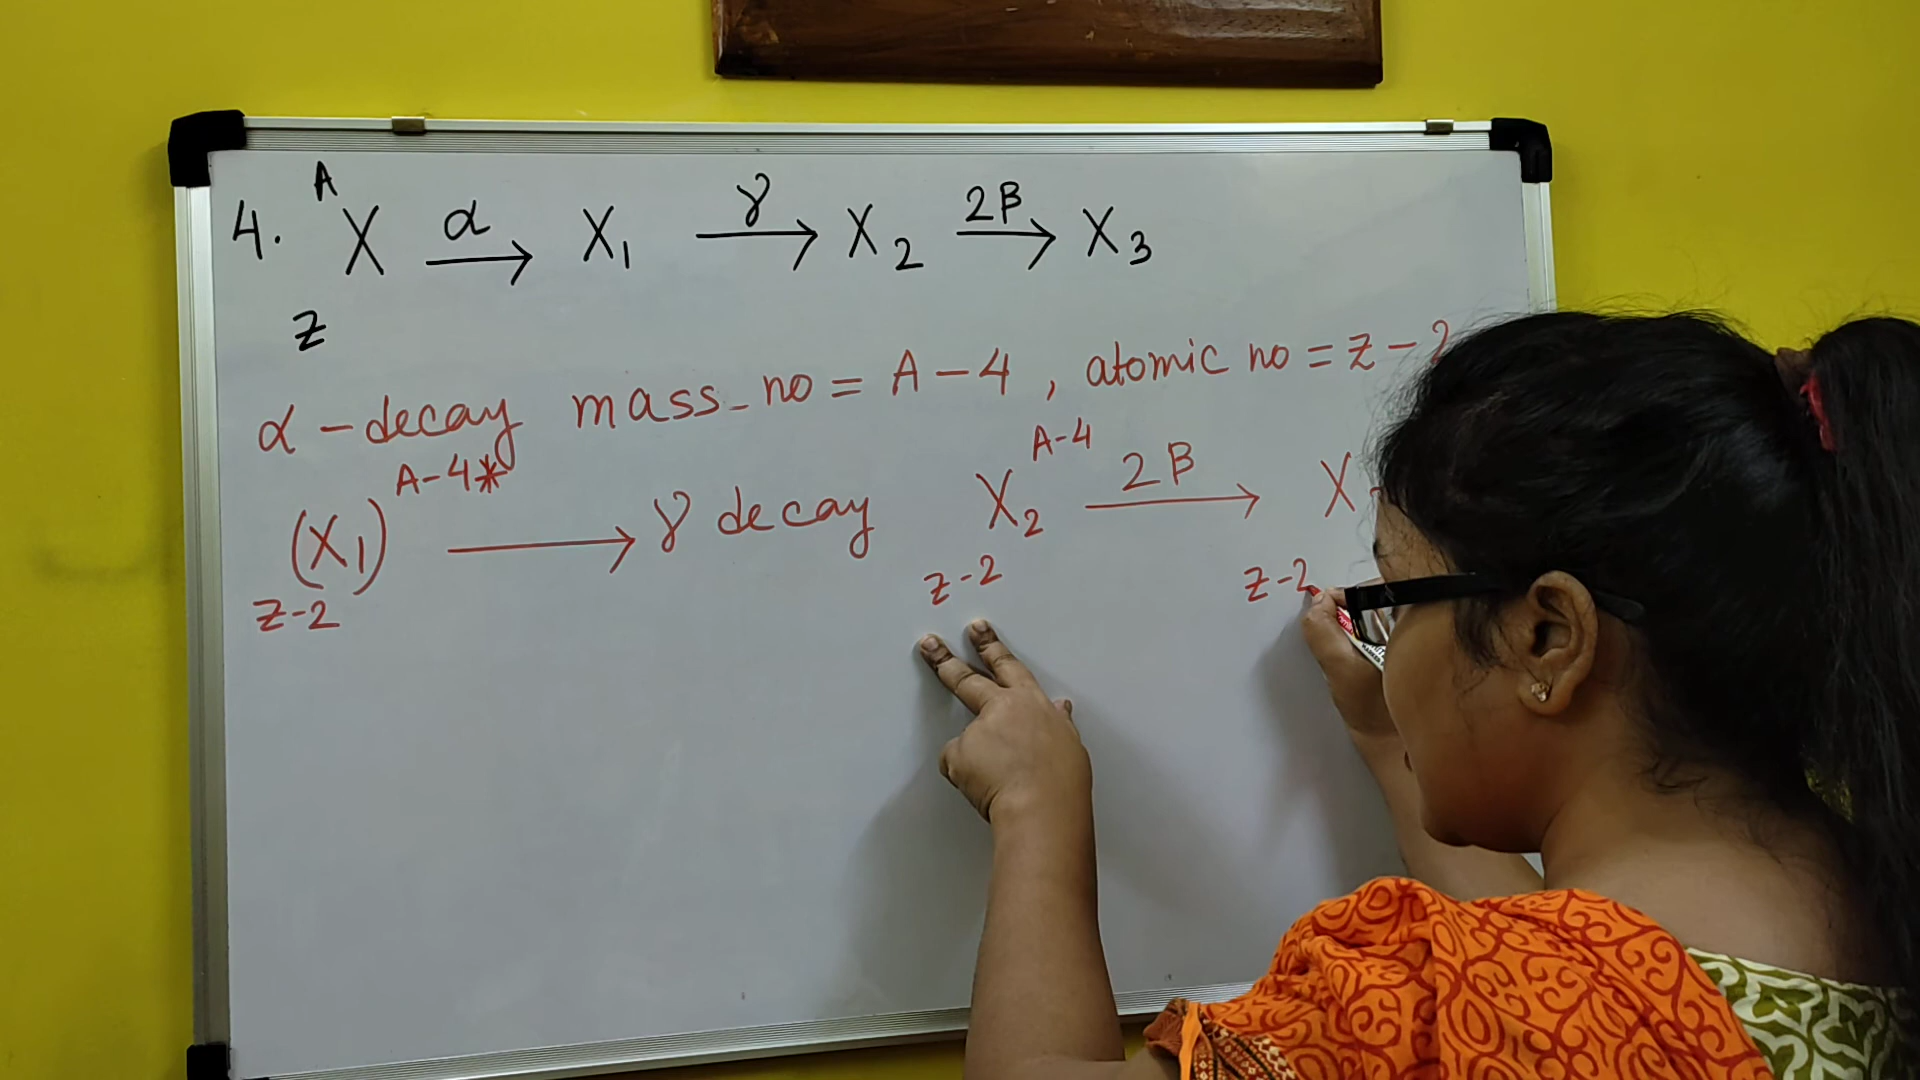 4. A X Z α → X1 γ → X2 2β → X3
α-decay mass-no = A-4, atomic no = z-2
(X1) A-4* z-2 → γ decay X2 A-4 z-2 2β → X z-2